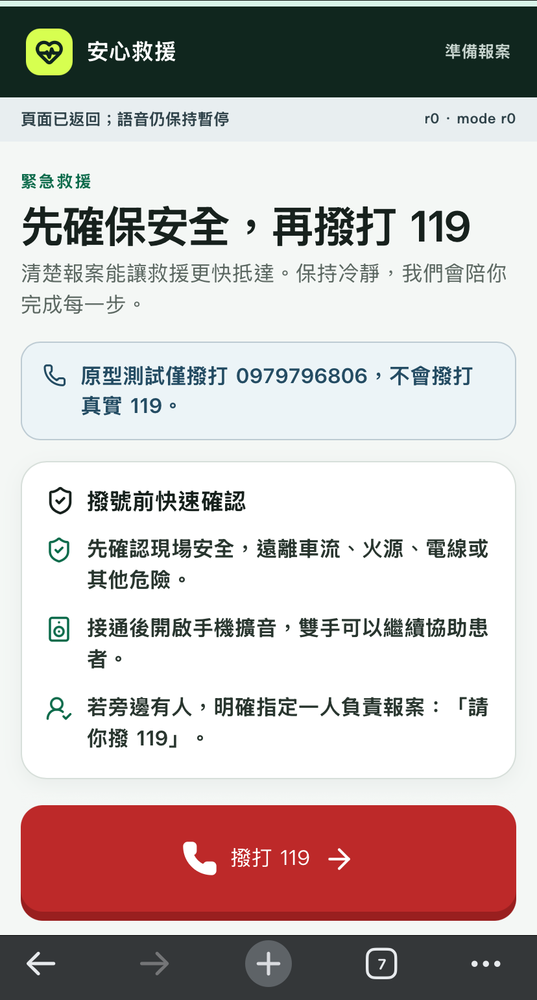 安心救援
準備報案
頁面已返回；語音仍保持暫停
r0 · mode r0
緊急救援
先確保安全，再撥打 119
清楚報案能讓救援更快抵達。保持冷靜，我們會陪你
完成每一步。
原型測試僅撥打 0979796806，不會撥打
真實 119。
撥號前快速確認
先確認現場安全，遠離車流、火源、電線或
其他危險。
接通後開啟手機擴音，雙手可以繼續協助患
者。
若旁邊有人，明確指定一人負責報案：「請
你撥 119」。
撥打 119
7